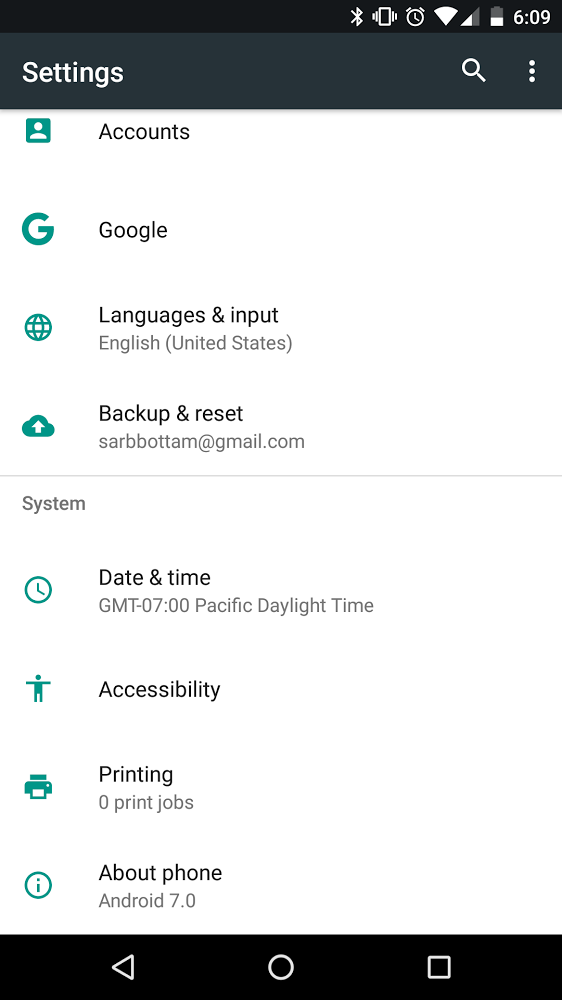 6:09
Settings
Accounts
Google
Languages & input
English (United States)
Backup & reset
sarbbottam@gmail.com
System
Date & time
GMT-07:00 Pacific Daylight Time
Accessibility
Printing
0 print jobs
About phone
Android 7.0